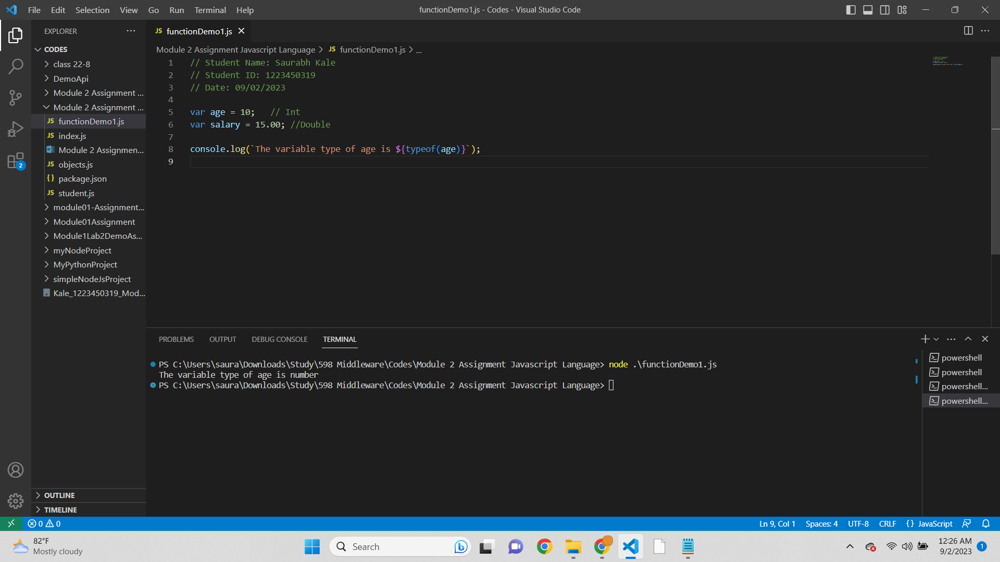 File Edit Selection View Go Run Terminal Help
functionDemo1.js - Codes - Visual Studio Code
EXPLORER
CODES
class 22-8
DemoApi
Module 2 Assignment ...
Module 2 Assignment ...
JS functionDemo1.js
JS index.js
Module 2 Assignmen...
JS objects.js
{} package.json
JS student.js
module01-Assignment...
Module01Assignment
Module1Lab2DemoAs...
myNodeProject
MyPythonProject
simpleNodeJsProject
Kale_1223450319_Mod...
OUTLINE
TIMELINE
2
JS functionDemo1.js
Module 2 Assignment Javascript Language > JS functionDemo1.js > ...
1 // Student Name: Saurabh Kale
2 // Student ID: 1223450319
3 // Date: 09/02/2023
4
5 var age = 10;   // Int
6 var salary = 15.00; //Double
7
8 console.log(`The variable type of age is ${typeof(age)}`);
9
PROBLEMS OUTPUT DEBUG CONSOLE TERMINAL
PS C:\Users\saura\Downloads\Study\598 Middleware\Codes\Module 2 Assignment Javascript Language> node .\functionDemo1.js
The variable type of age is number
PS C:\Users\saura\Downloads\Study\598 Middleware\Codes\Module 2 Assignment Javascript Language>
powershell
powershell
powershell...
powershell...
0 0
Ln 9, Col 1 Spaces: 4 UTF-8 CRLF {} JavaScript
82°F
Mostly cloudy
Search
12:26 AM
9/2/2023
1